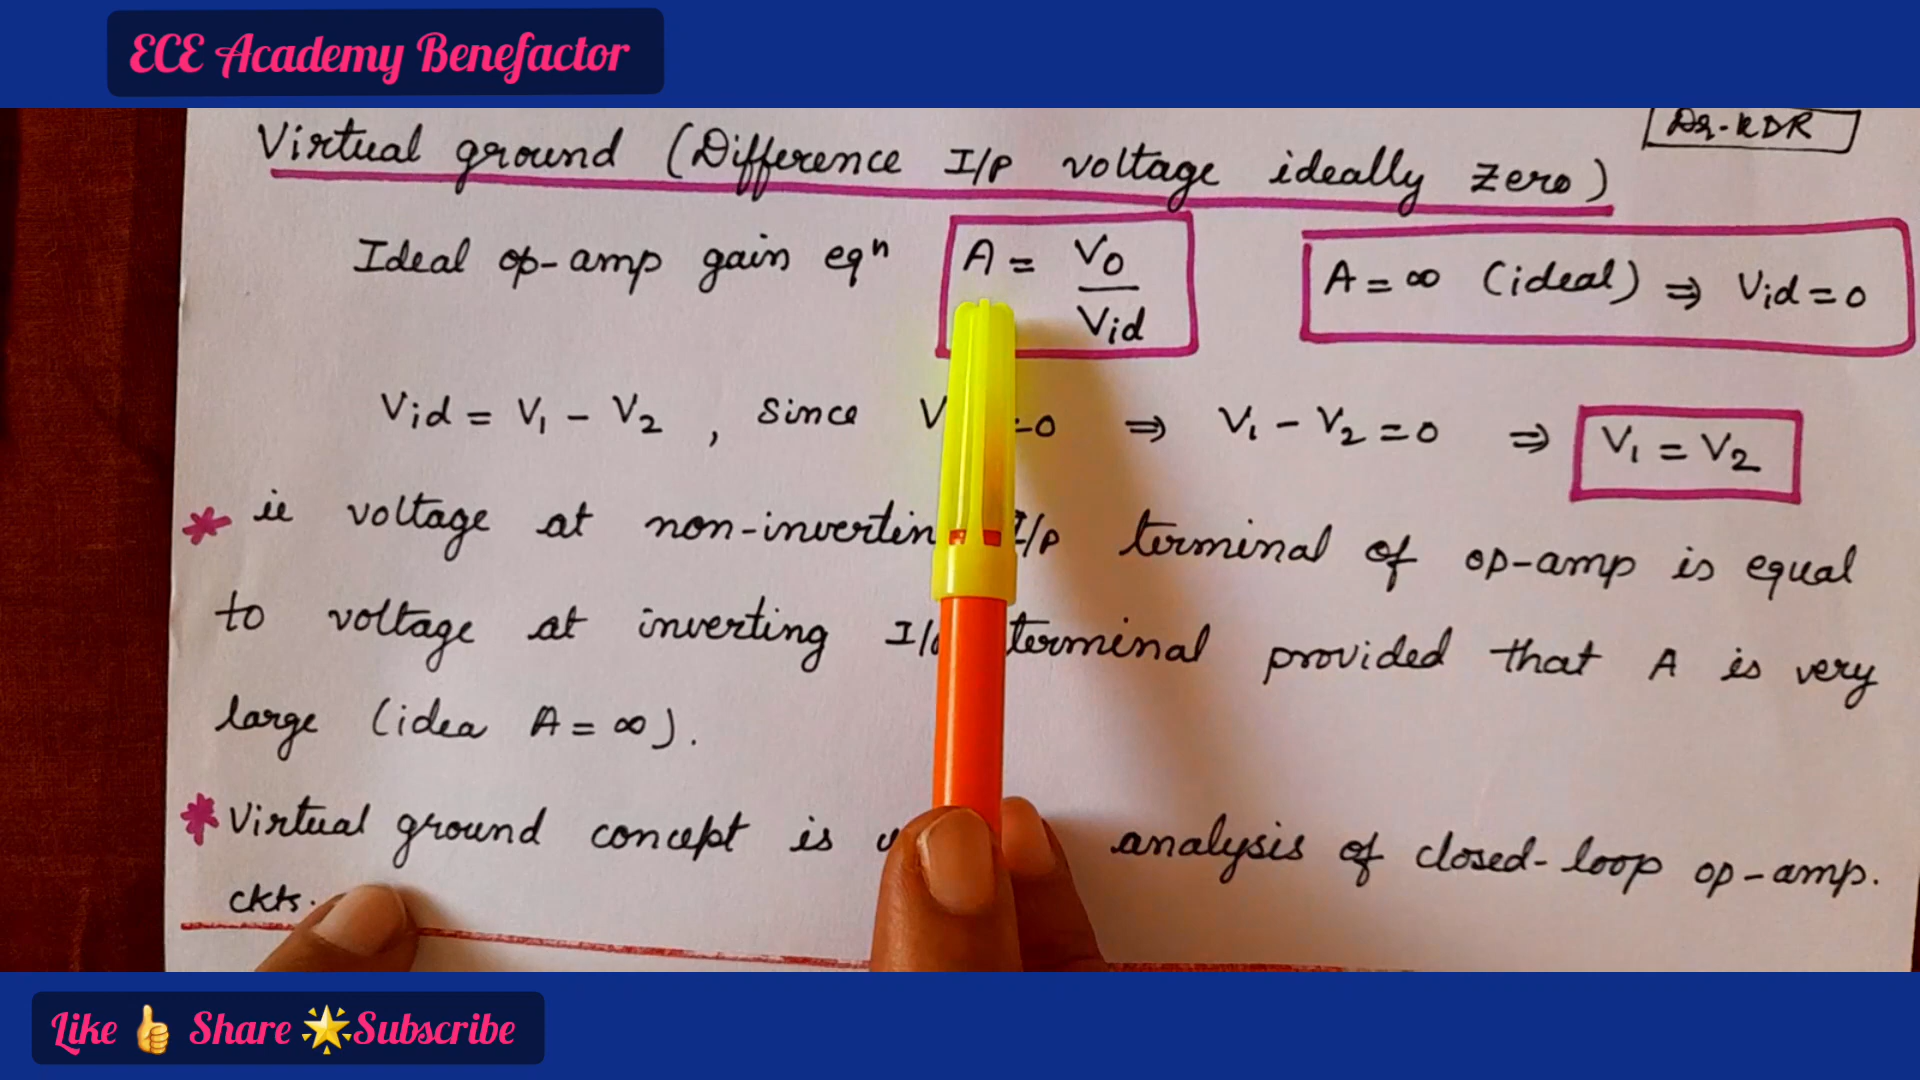 ECE Academy Benefactor
Dr-KDR
Virtual ground (Difference I/P voltage ideally zero)
Ideal op-amp gain eqn A = Vo / Vid A = ∞ (ideal) ⇒ Vid = 0
Vid = V1 - V2 , Since V =0 ⇒ V1 - V2 = 0 ⇒ V1 = V2
* ie voltage at non-invertin I/P terminal of op-amp is equal
to voltage at inverting I/ terminal provided that A is very
large (idea A = ∞).
* Virtual ground concept is analysis of closed-loop op-amp.
ckts.
Like 👍 Share 🌟Subscribe